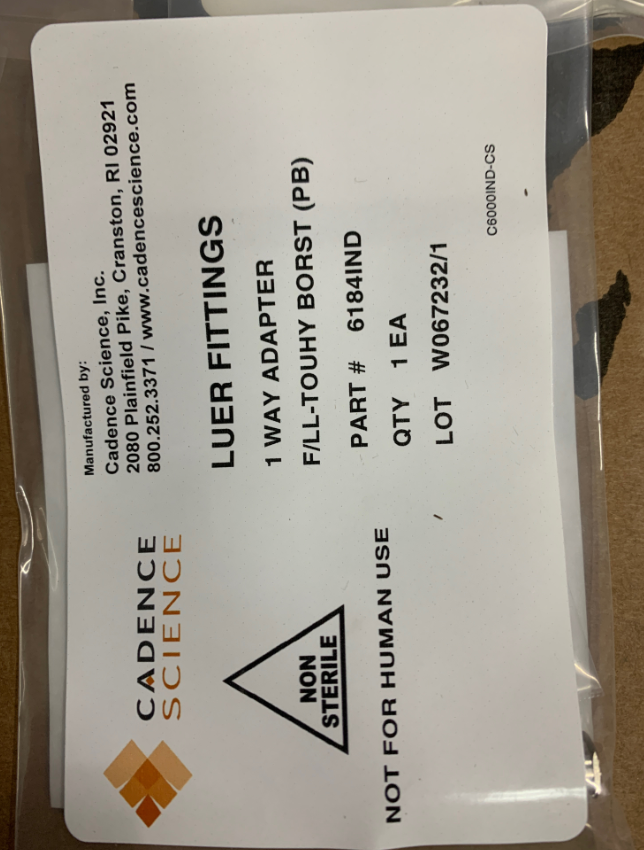 CADENCE
SCIENCE
Manufactured by:
Cadence Science, Inc.
2080 Plainfield Pike, Cranston, RI 02921
800.252.3371 / www.cadencescience.com
LUER FITTINGS
1 WAY ADAPTER
F/LL-TOUHY BORST (PB)
PART # 6184IND
QTY 1 EA
LOT W067232/1
NON
STERILE
NOT FOR HUMAN USE
C6000IND-CS